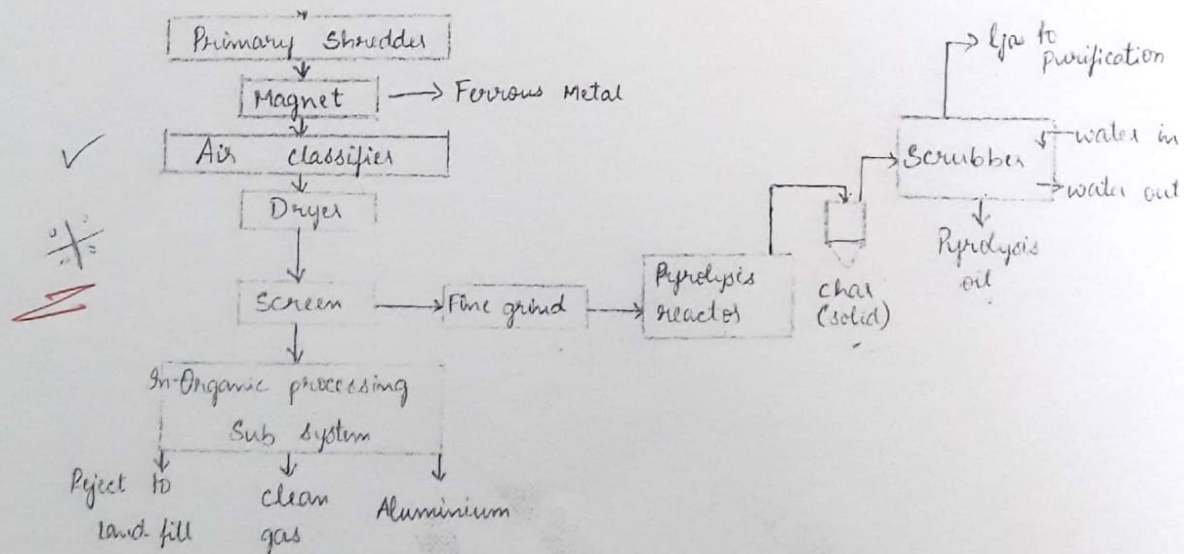 Primary Shredder
Magnet
Ferrous Metal
Air classifier
Dryer
Screen
Fine grind
Pyrolysis
reactor
char
(solid)
Scrubber
to
purification
water in
water out
Pyrolysis
oil
In-Organic processing
Sub system
Reject to
land fill
clean
gas
Aluminium